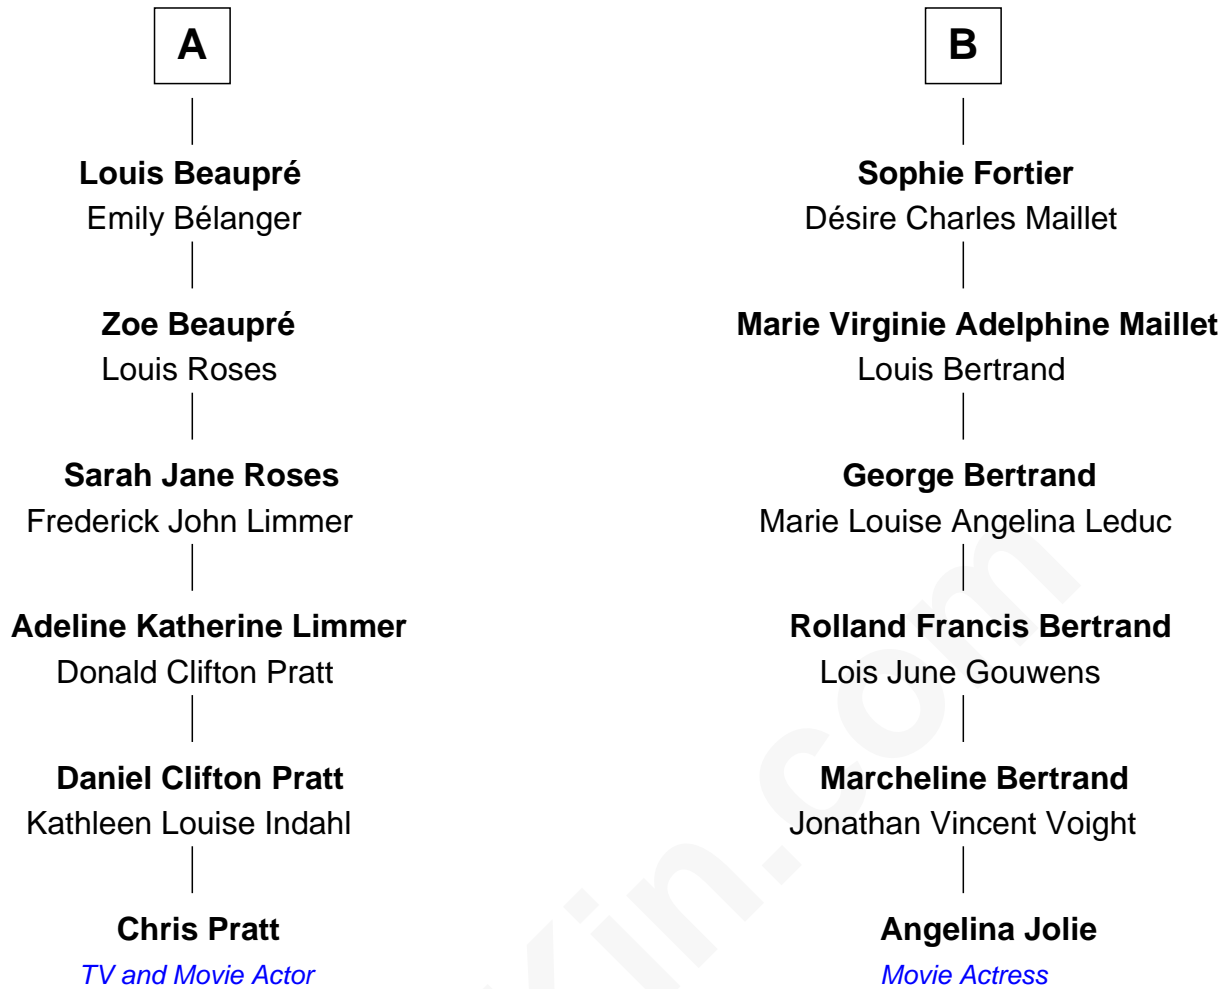 A
Louis Beaupré
Emily Bélanger
Zoe Beaupré
Louis Roses
Sarah Jane Roses
Frederick John Limmer
Adeline Katherine Limmer
Donald Clifton Pratt
Daniel Clifton Pratt
Kathleen Louise Indahl
Chris Pratt
TV and Movie Actor
B
Sophie Fortier
Désire Charles Maillet
Marie Virginie Adelphine Maillet
Louis Bertrand
George Bertrand
Marie Louise Angelina Leduc
Rolland Francis Bertrand
Lois June Gouwens
Marcheline Bertrand
Jonathan Vincent Voight
Angelina Jolie
Movie Actress
Kin.com